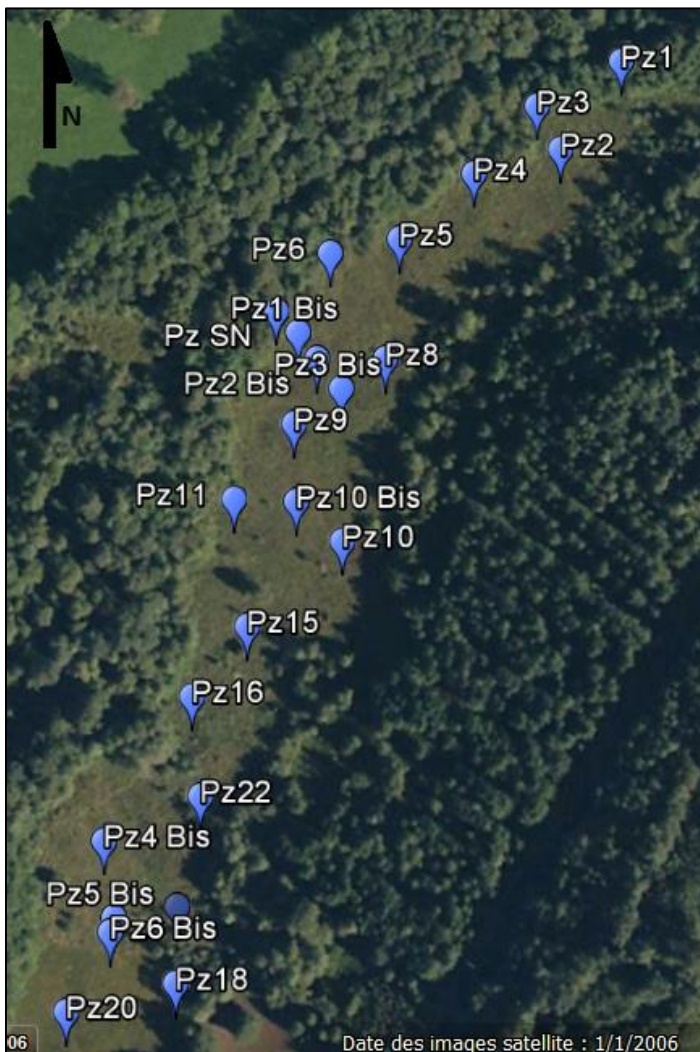 N
Pz1
Pz3
Pz2
Pz4
Pz5
Pz6
Pz1 Bis
Pz SN
Pz3 Bis
Pz8
Pz2 Bis
Pz9
Pz11
Pz10 Bis
Pz10
Pz15
Pz16
Pz22
Pz4 Bis
Pz5 Bis
Pz6 Bis
Pz18
Pz20
06
Date des images satellite : 1/1/2006